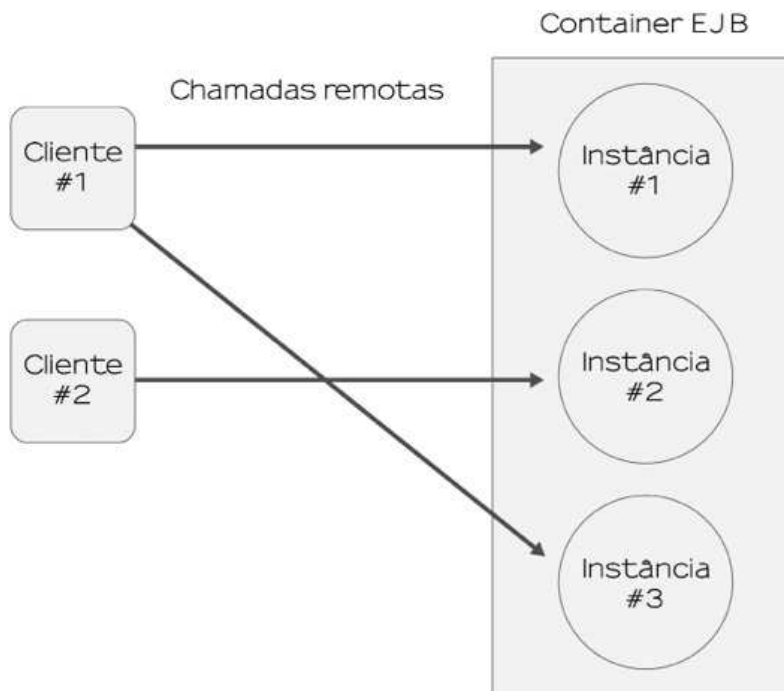 Container EJB
Chamadas remotas
Cliente
#1
Instância
#1
Cliente
#2
Instância
#2
Instância
#3